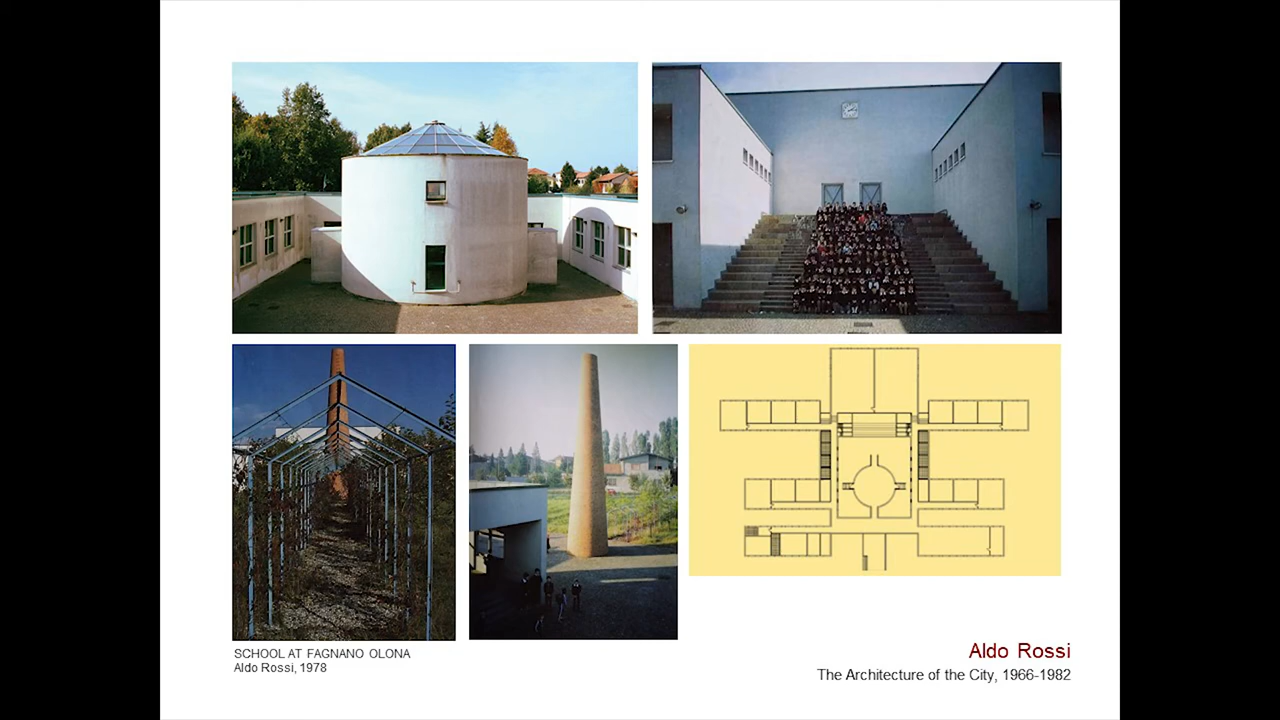 SCHOOL AT FAGNANO OLONA
Aldo Rossi, 1978
Aldo Rossi
The Architecture of the City, 1966-1982